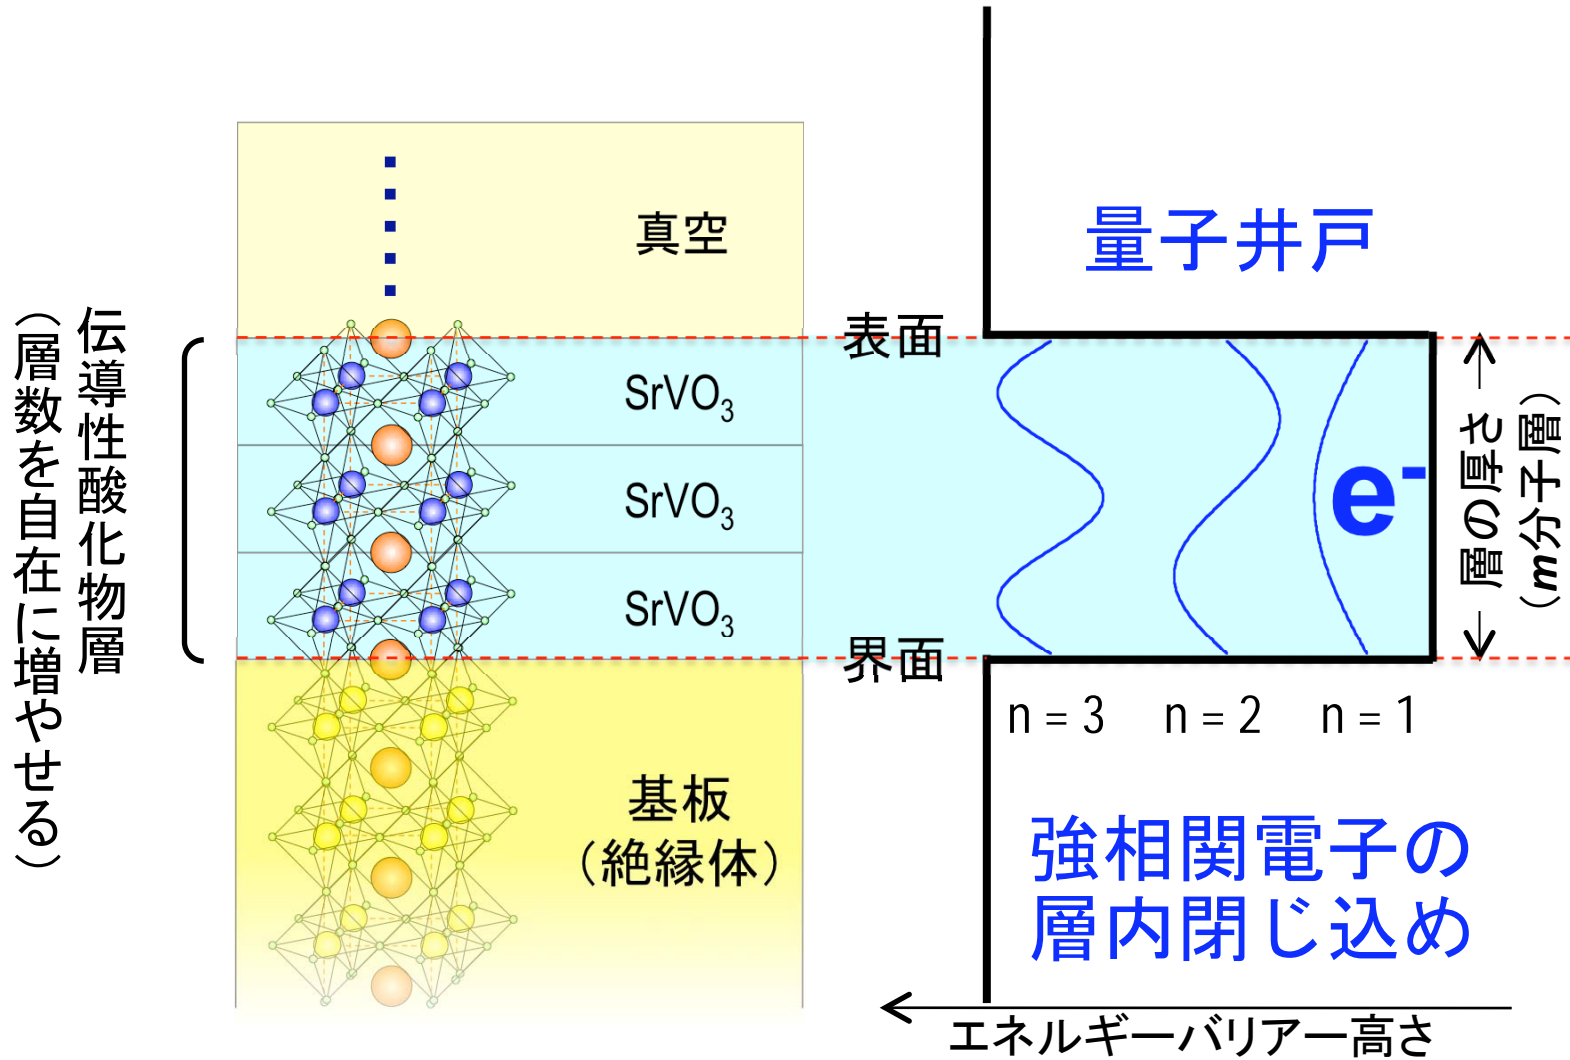 伝導性酸化物層
（層数を自在に増やせる）
真空
SrVO₃
SrVO₃
SrVO₃
基板
（絶縁体）
表面
界面
量子井戸
e⁻
層の厚さ
（m分子層）
n = 3
n = 2
n = 1
強相関電子の
層内閉じ込め
エネルギーバリアー高さ